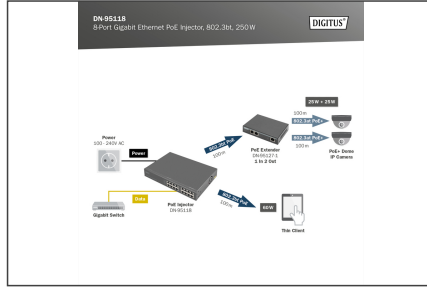 DN-95118
8-Port Gigabit Ethernet PoE Injector, 802.3bt, 250W
DIGITUS®
25W + 25W
100m
802.3at PoE+
802.3at PoE+
100m
PoE+ Dome
IP Camera
802.3bt PoE
100m
PoE Extender
DN-95127-1
1 In 2 Out
Power
100 - 240V AC
Power
Data
Gigabit Switch
PoE Injector
DN-95118
802.3bt PoE
100m
60W
Thin Client